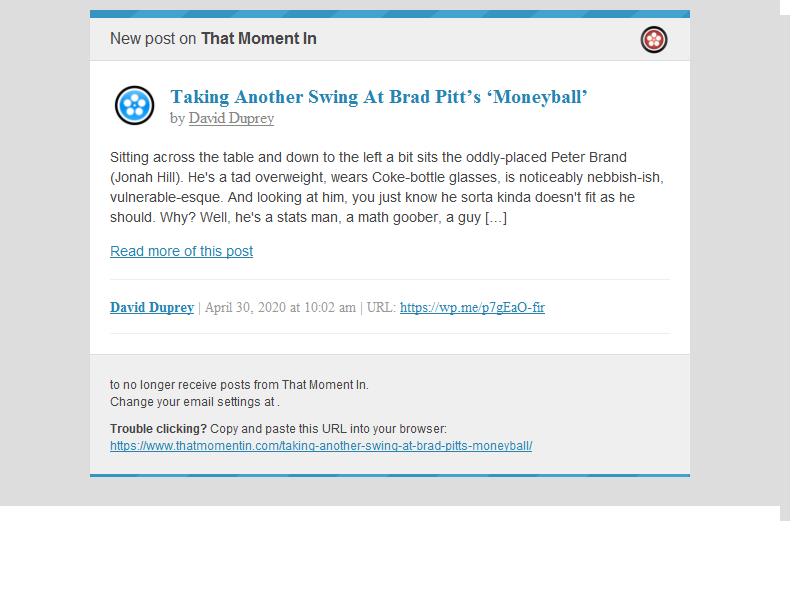 New post on That Moment In
Taking Another Swing At Brad Pitt’s ‘Moneyball’
by David Duprey
Sitting across the table and down to the left a bit sits the oddly-placed Peter Brand
(Jonah Hill). He's a tad overweight, wears Coke-bottle glasses, is noticeably nebbish-ish,
vulnerable-esque. And looking at him, you just know he sorta kinda doesn't fit as he
should. Why? Well, he's a stats man, a math goober, a guy […]
Read more of this post
David Duprey | April 30, 2020 at 10:02 am | URL: https://wp.me/p7gEaO-fir
to no longer receive posts from That Moment In.
Change your email settings at .
Trouble clicking? Copy and paste this URL into your browser:
https://www.thatmomentin.com/taking-another-swing-at-brad-pitts-moneyball/